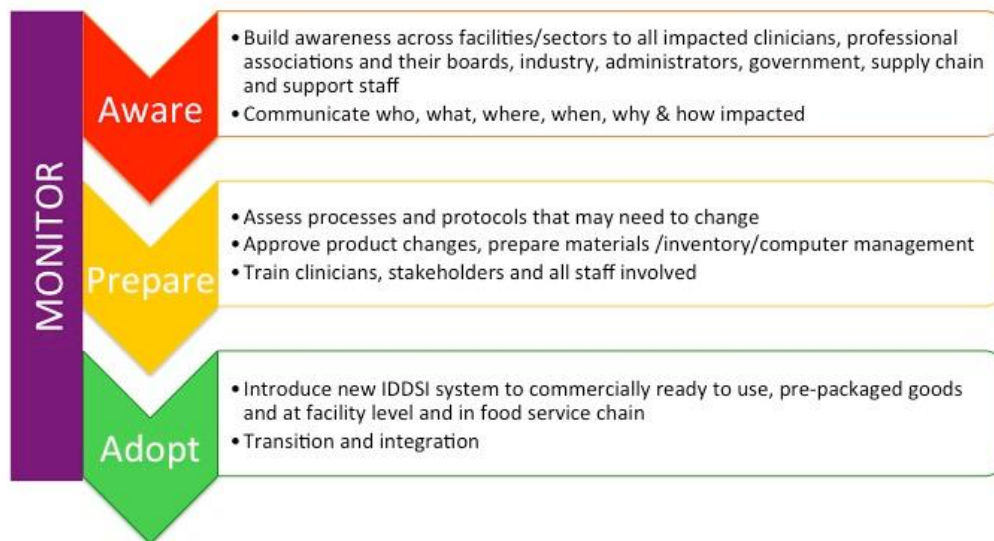 MONITOR
Aware
• Build awareness across facilities/sectors to all impacted clinicians, professional
associations and their boards, industry, administrators, government, supply chain
and support staff
• Communicate who, what, where, when, why & how impacted
Prepare
• Assess processes and protocols that may need to change
• Approve product changes, prepare materials /inventory/computer management
• Train clinicians, stakeholders and all staff involved
Adopt
• Introduce new IDDSI system to commercially ready to use, pre-packaged goods
and at facility level and in food service chain
• Transition and integration